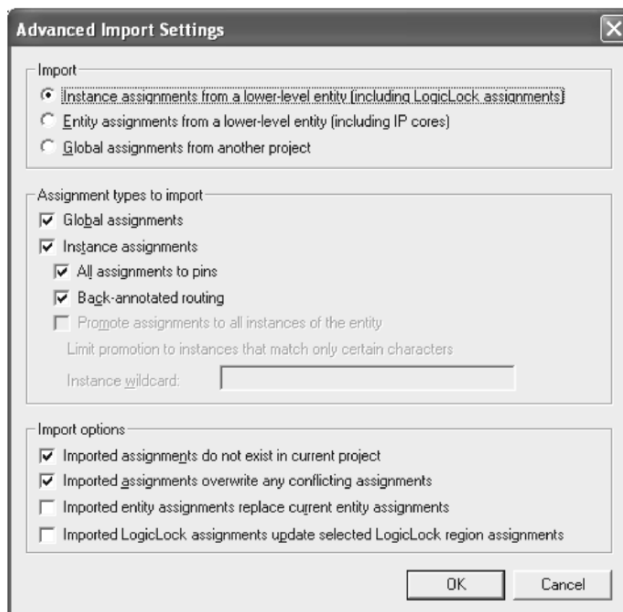 Advanced Import Settings
Import
Instance assignments from a lower-level entity (including LogicLock assignments)
Entity assignments from a lower-level entity (including IP cores)
Global assignments from another project
Assignment types to import
Global assignments
Instance assignments
All assignments to pins
Back-annotated routing
Promote assignments to all instances of the entity
Limit promotion to instances that match only certain characters
Instance wildcard:
Import options
Imported assignments do not exist in current project
Imported assignments overwrite any conflicting assignments
Imported entity assignments replace current entity assignments
Imported LogicLock assignments update selected LogicLock region assignments
OK Cancel